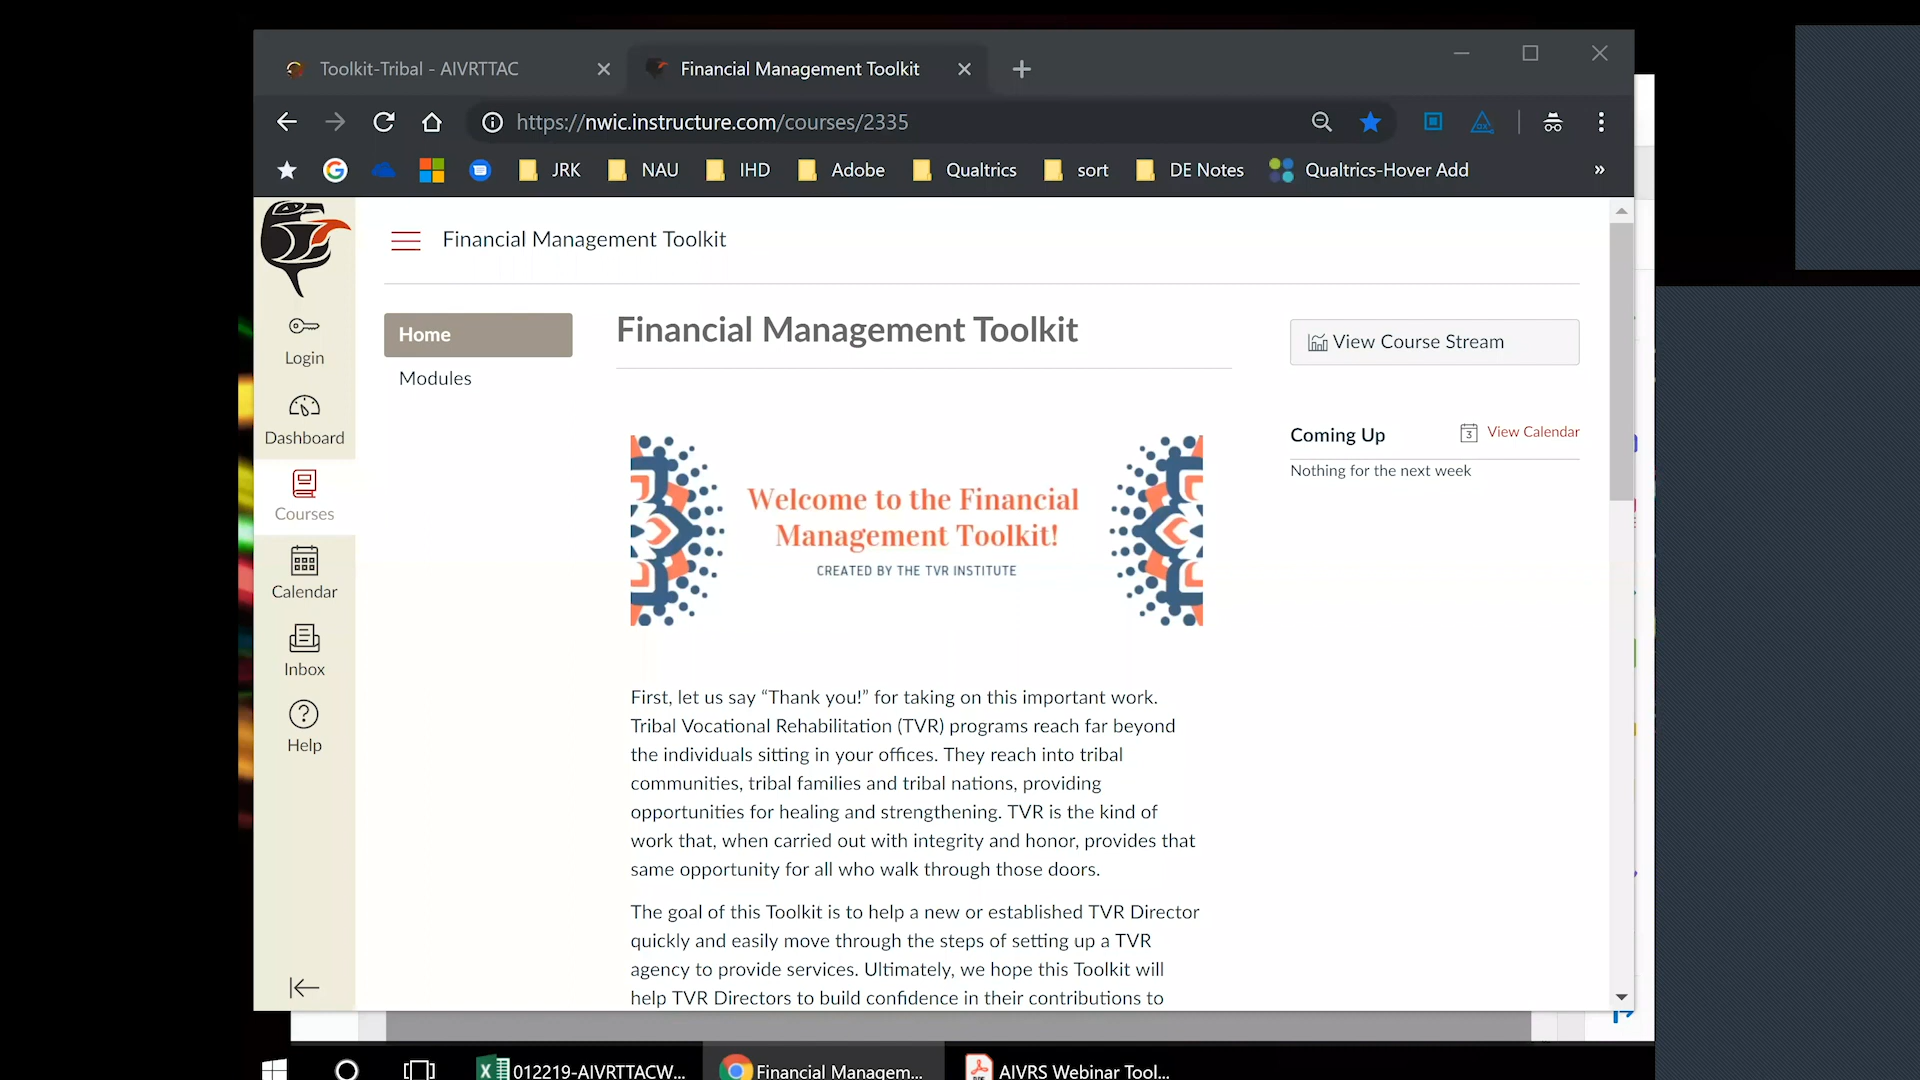 Toolkit-Tribal - AIVRTTAC
Financial Management Toolkit
https://nwic.instructure.com/courses/2335
JRK
NAU
IHD
Adobe
Qualtrics
sort
DE Notes
Qualtrics-Hover Add
»
Financial Management Toolkit
Login
Dashboard
Courses
Calendar
Inbox
Help
Home
Modules
Financial Management Toolkit
Welcome to the Financial
Management Toolkit!
CREATED BY THE TVR INSTITUTE
First, let us say “Thank you!” for taking on this important work.
Tribal Vocational Rehabilitation (TVR) programs reach far beyond
the individuals sitting in your offices. They reach into tribal
communities, tribal families and tribal nations, providing
opportunities for healing and strengthening. TVR is the kind of
work that, when carried out with integrity and honor, provides that
same opportunity for all who walk through those doors.
The goal of this Toolkit is to help a new or established TVR Director
quickly and easily move through the steps of setting up a TVR
agency to provide services. Ultimately, we hope this Toolkit will
help TVR Directors to build confidence in their contributions to
View Course Stream
Coming Up
3
View Calendar
Nothing for the next week
012219-AIVRTTACW...
Financial Managem...
AIVRS Webinar Tool...